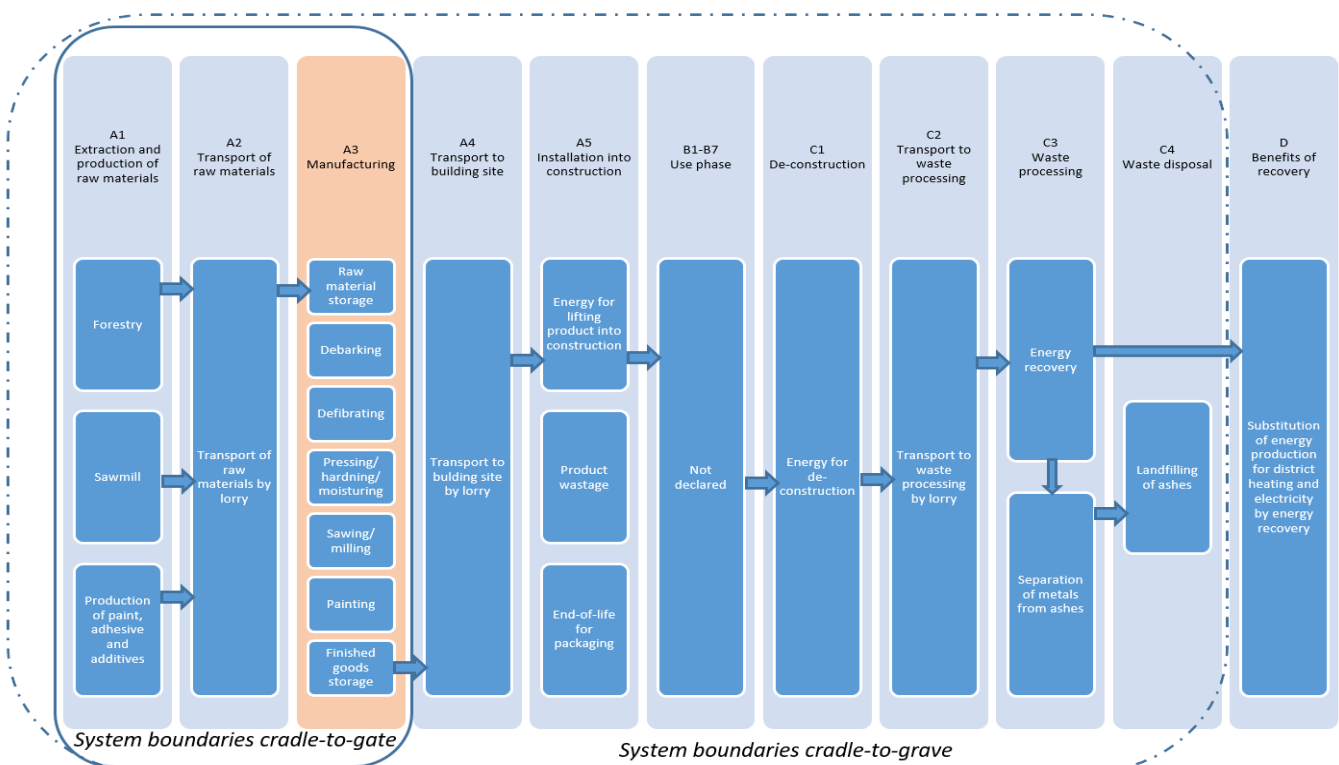 A1
Extraction and
production of
raw materials
A2
Transport of
raw materials
A3
Manufacturing
A4
Transport to
building site
A5
Installation into
construction
B1-B7
Use phase
C1
De-construction
C2
Transport to
waste
processing
C3
Waste
processing
C4
Waste disposal
D
Benefits of
recovery
Forestry
Sawmill
Production
of paint,
adhesive
and
additives
Transport of
raw
materials by
lorry
Raw
material
storage
Debarking
Defibrating
Pressing/
hardning/
moisturing
Sawing/
milling
Painting
Finished
goods
storage
Transport to
bulding site
by lorry
Energy for
lifting
product into
construction
Product
wastage
End-of-life
for
packaging
Not
declared
Energy for
de-
construction
Transport to
waste
processing
by lorry
Energy
recovery
Separation
of metals
from ashes
Landfilling
of ashes
Substitution
of energy
production
for district
heating and
electricity
by energy
recovery
System boundaries cradle-to-gate
System boundaries cradle-to-grave